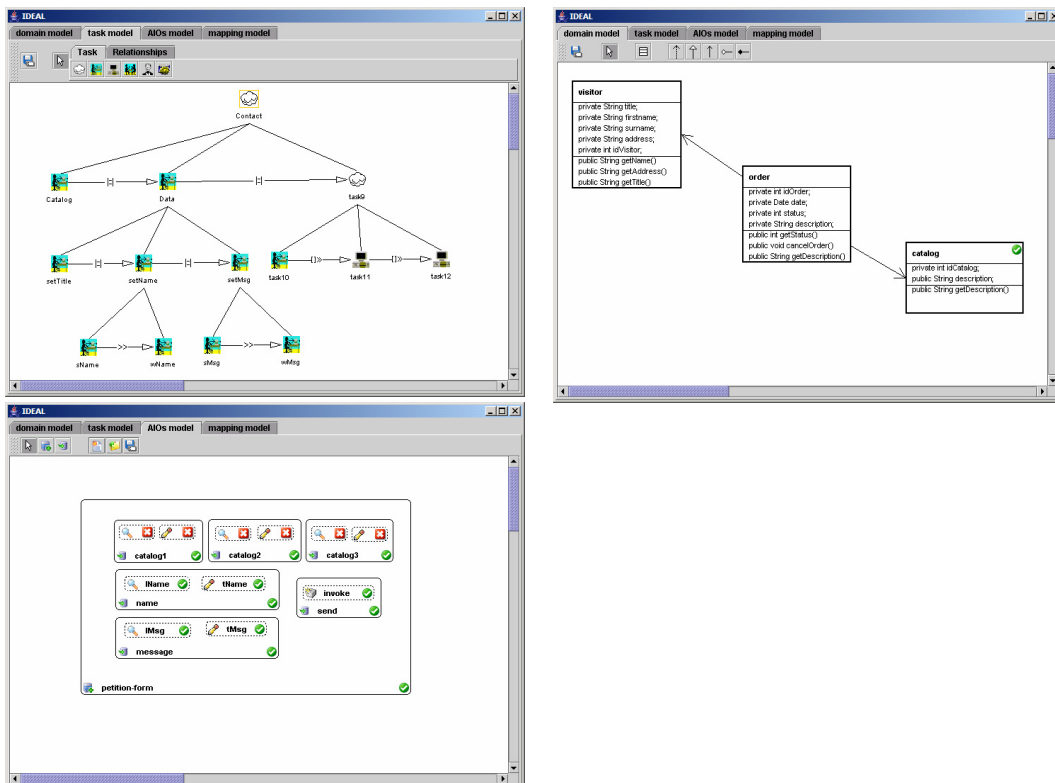 IDEAL
domain model task model AIOs model mapping model
Task Relationships
Contact
Catalog |=| Data |=| task9
setTitle |=| setName |=| setMsg task10 []>> task11 []>> task12
sName >> wName sMsg >> wMsg
IDEAL
domain model task model AIOs model mapping model
visitor
private String title;
private String firstname;
private String surname;
private String address;
private int idVisitor;
public String getName()
public String getAddress()
public String getTitle()
order
private int idOrder;
private Date date;
private int status;
private String description;
public int getStatus()
public void cancelOrder()
public String getDescription()
catalog
private int idCatalog;
public String description;
public String getDescription()
IDEAL
domain model task model AIOs model mapping model
catalog1 catalog2 catalog3
lName tName
name
invoke
send
lMsg tMsg
message
petition-form